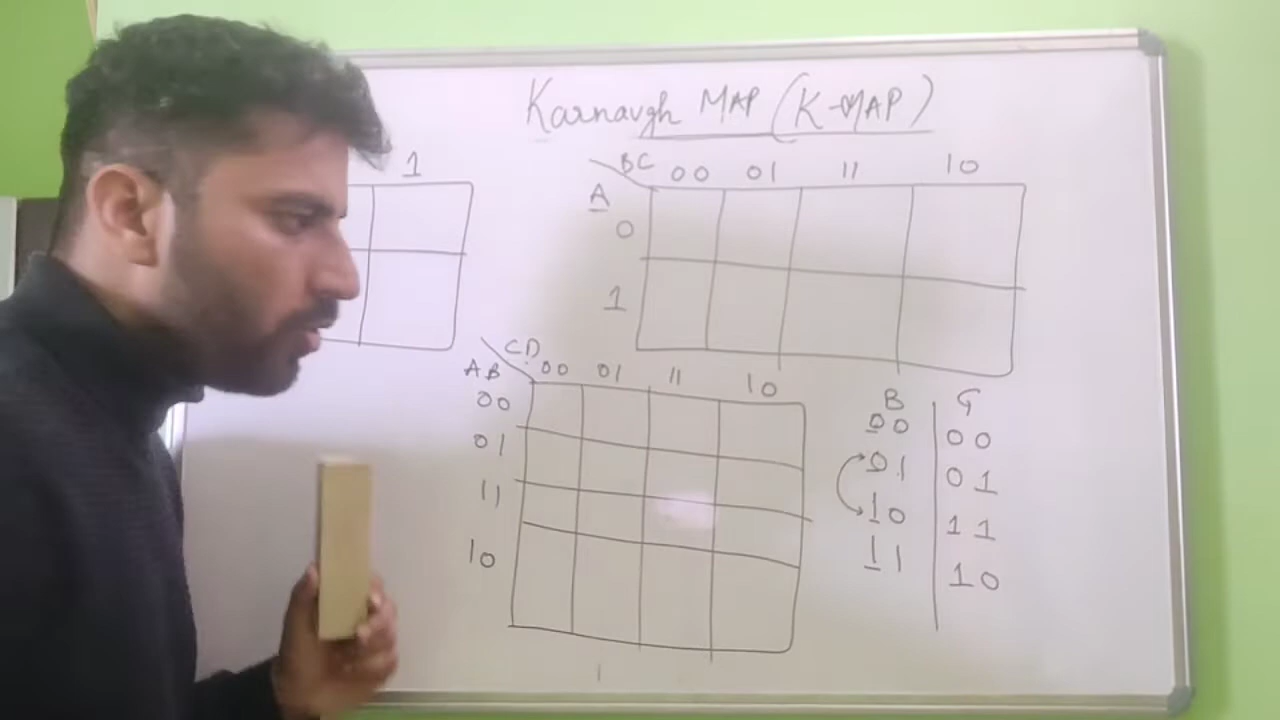 Karnaugh MAP (K-MAP)
1
BC 00 01 11 10
A
0
1
CD 00 01 11 10
AB
00
01
11
10
B G
00 00
01 01
10 11
11 10